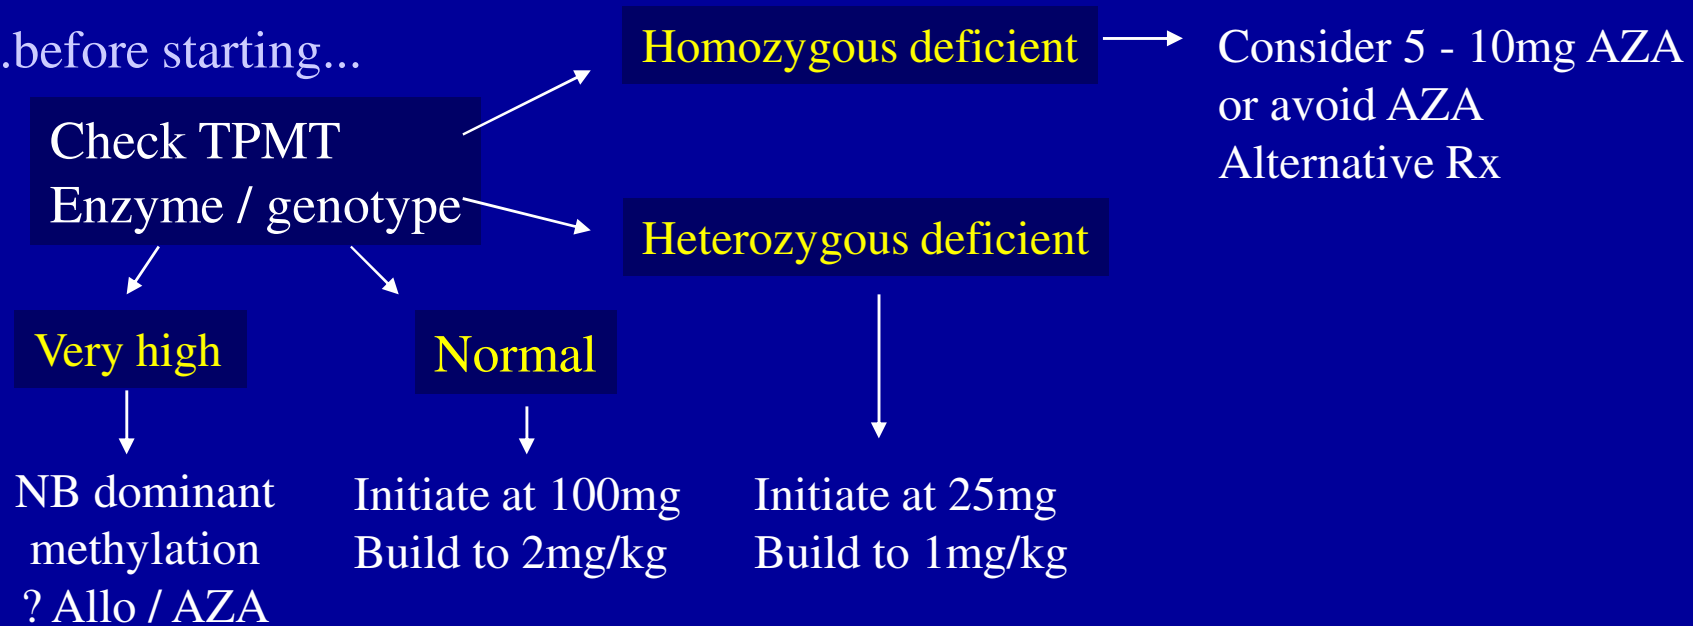 .before starting...
Check TPMT
Enzyme / genotype
Homozygous deficient
Consider 5 - 10mg AZA
or avoid AZA
Alternative Rx
Heterozygous deficient
Very high
Normal
NB dominant
methylation
? Allo / AZA
Initiate at 100mg
Build to 2mg/kg
Initiate at 25mg
Build to 1mg/kg